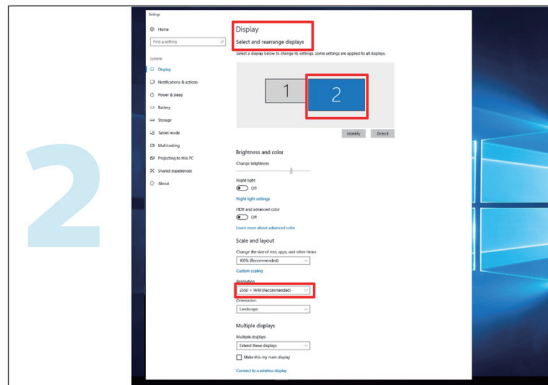 2
Settings
Home
Find a setting
System
Display
Notifications & actions
Power & sleep
Battery
Storage
Tablet mode
Multitasking
Projecting to this PC
Shared experiences
About
Display
Select and rearrange displays
Select a display below to change its settings. Some settings are applied to all displays.
1 2
Identify Detect
Brightness and color
Change brightness
Night light
Off
Night light settings
HDR and advanced color
Off
Learn more about advanced color
Scale and layout
Change the size of text, apps, and other items
100% (Recommended)
Custom scaling
Resolution
2560 × 1440 (Recommended)
Orientation
Landscape
Multiple displays
Multiple displays
Extend these displays
Make this my main display
Connect to a wireless display